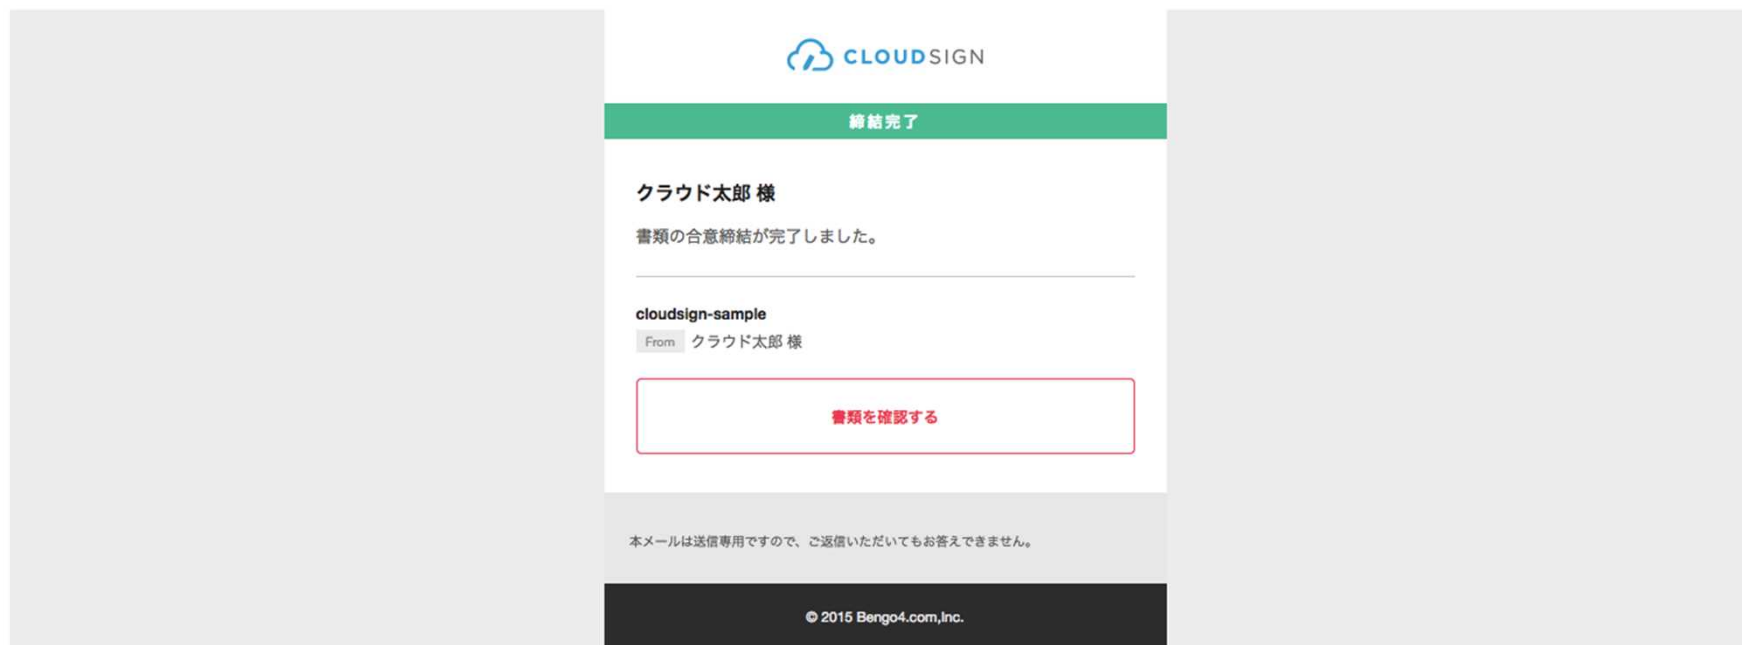 CLOUDSIGN
締結完了
クラウド太郎 様
書類の合意締結が完了しました。
cloudsign-sample
From クラウド太郎 様
書類を確認する
本メールは送信専用ですので、ご返信いただいてもお答えできません。
© 2015 Bengo4.com,Inc.